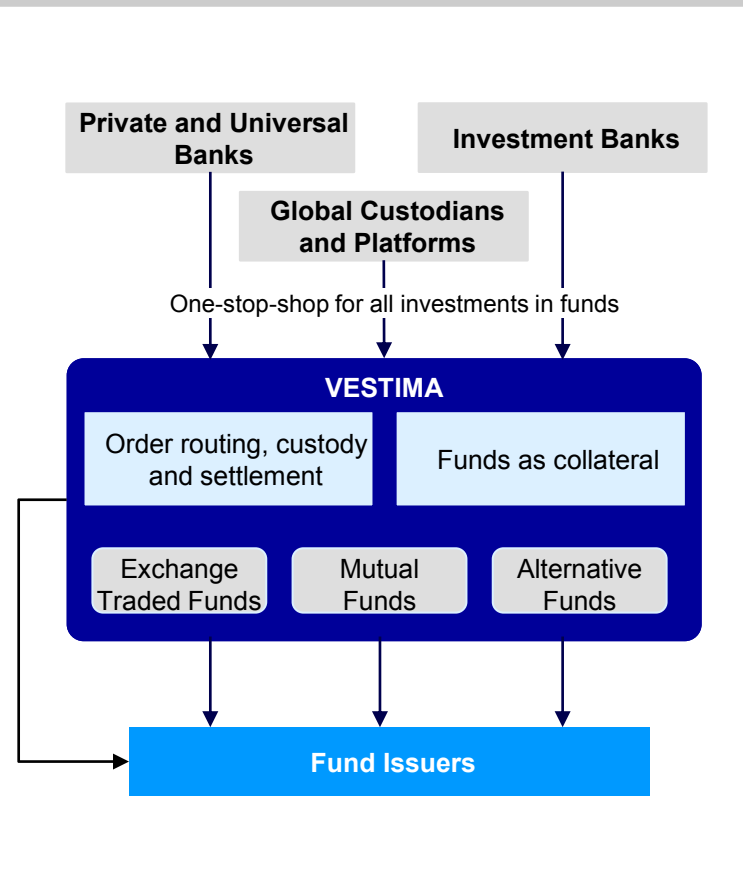 Private and Universal
Banks
Investment Banks
Global Custodians
and Platforms
One-stop-shop for all investments in funds
VESTIMA
Order routing, custody
and settlement
Funds as collateral
Exchange
Traded Funds
Mutual
Funds
Alternative
Funds
Fund Issuers